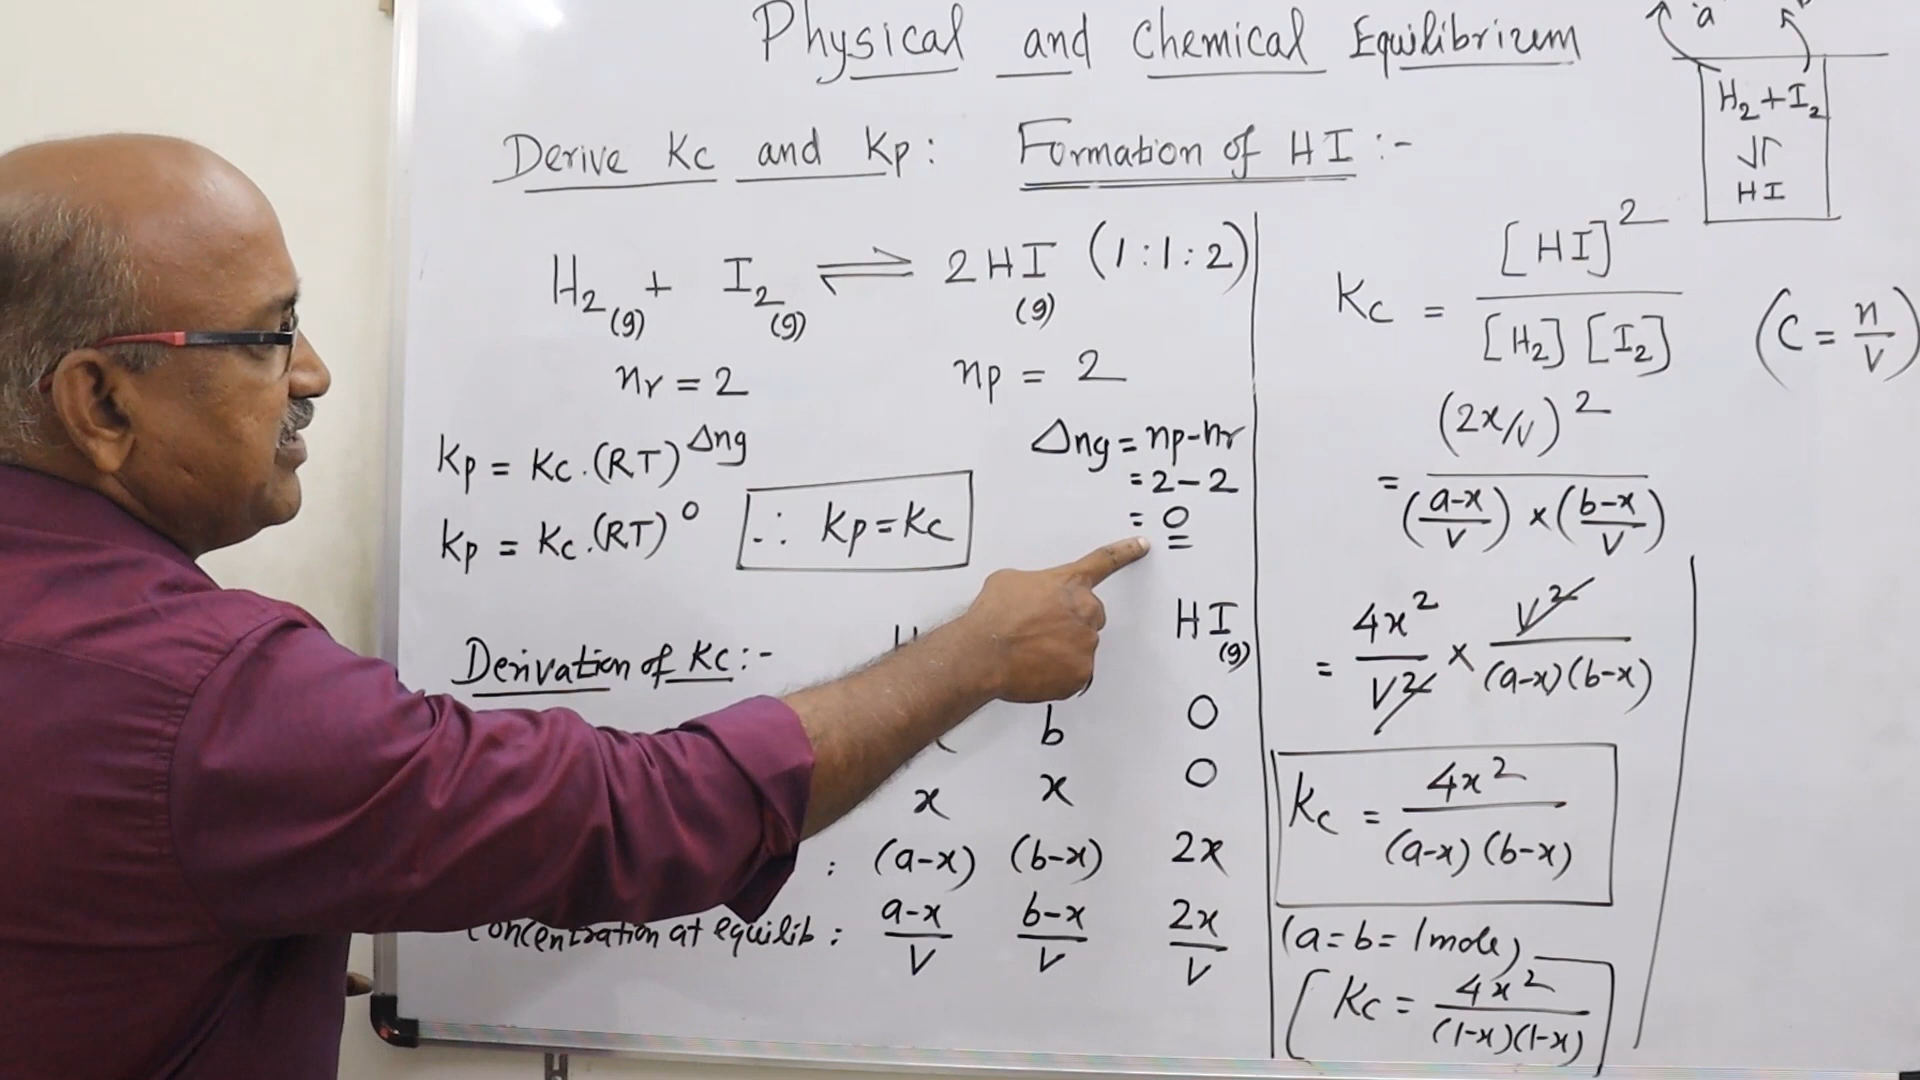 Physical and Chemical Equilibrium
Derive Kc and Kp: Formation of HI :-
H₂(g) + I₂(g) ⇌ 2HI(g) (1:1:2)
nr = 2 np = 2
Kp = Kc.(RT)^Δng
Kp = Kc.(RT)⁰
∴ Kp = Kc
Δng = np-nr
= 2-2
= 0
Derivation of Kc :-
HI(g)
b 0
x x 0
: (a-x) (b-x) 2x
Concentration at equilib : a-x/V b-x/V 2x/V
a
H₂+I₂
⇌
HI
Kc = [HI]²/[H₂][I₂] (C = n/V)
= (2x/V)²/(a-x/V) × (b-x/V)
= 4x²/V² × V²/(a-x)(b-x)
Kc = 4x²/(a-x)(b-x)
(a=b=1mole)
Kc = 4x²/(1-x)(1-x)